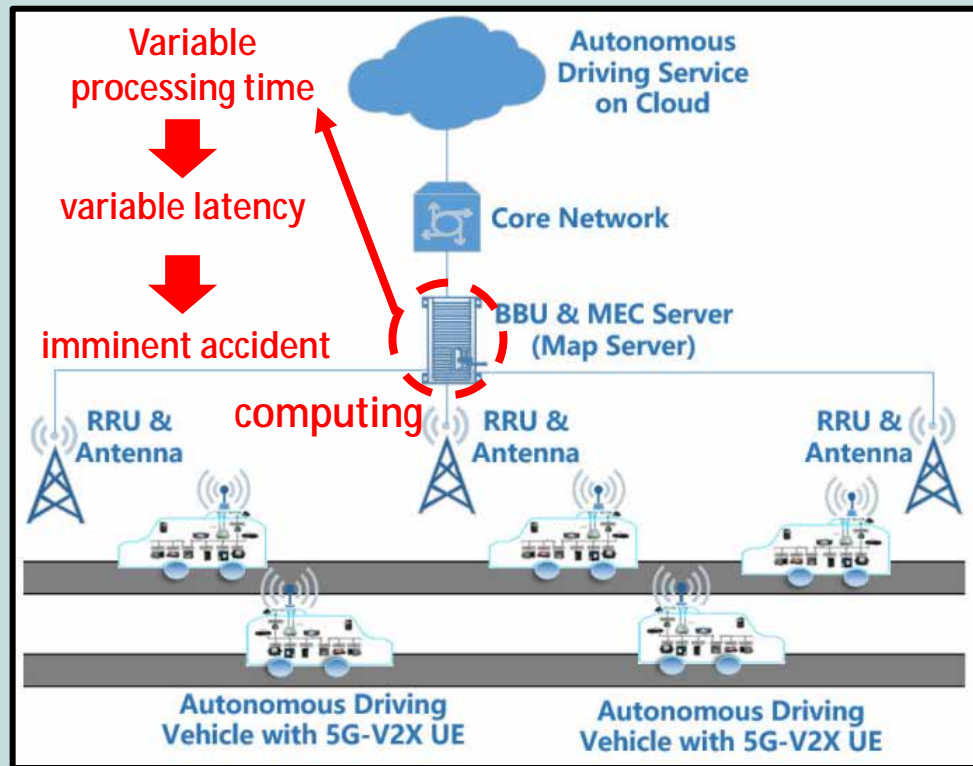 Variable
processing time
variable latency
imminent accident
computing
Autonomous
Driving Service
on Cloud
Core Network
BBU & MEC Server
(Map Server)
RRU &
Antenna
RRU &
Antenna
RRU &
Antenna
Autonomous Driving
Vehicle with 5G-V2X UE
Autonomous Driving
Vehicle with 5G-V2X UE